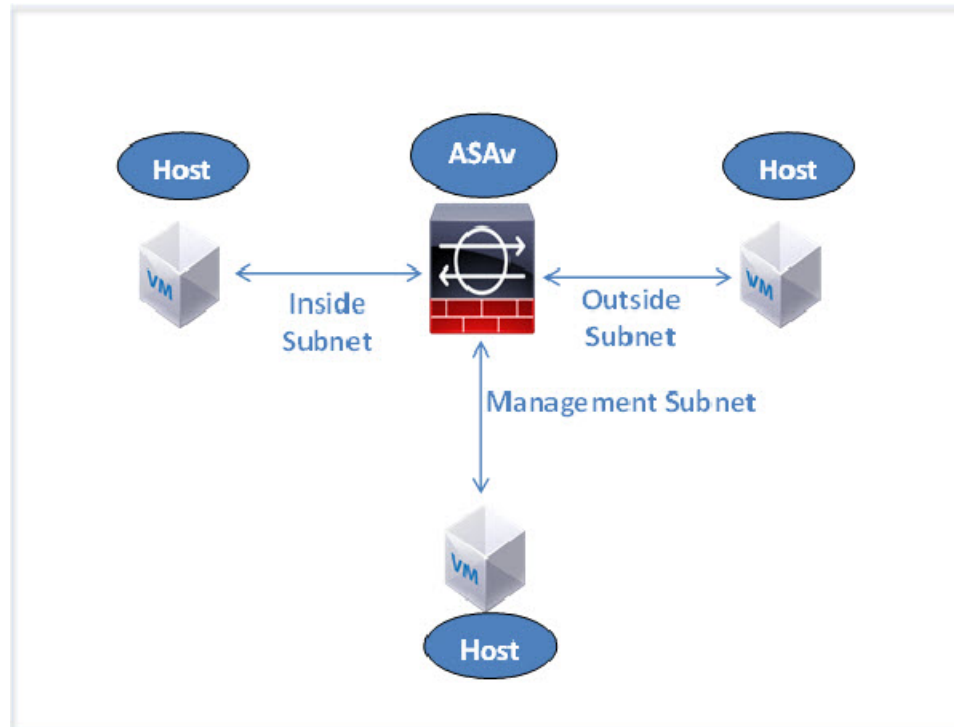 Host
ASAv
Host
VM
VM
Inside
Subnet
Outside
Subnet
Management Subnet
VM
Host